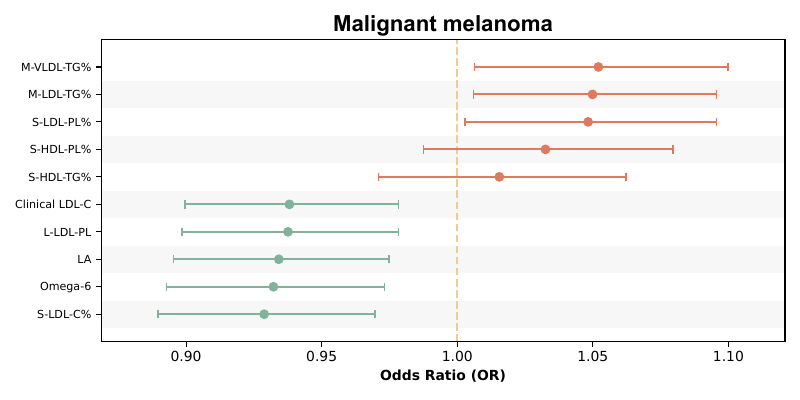 Malignant melanoma
M-VLDL-TG%
M-LDL-TG%
S-LDL-PL%
S-HDL-PL%
S-HDL-TG%
Clinical LDL-C
L-LDL-PL
LA
Omega-6
S-LDL-C%
0.90 0.95 1.00 1.05 1.10
Odds Ratio (OR)